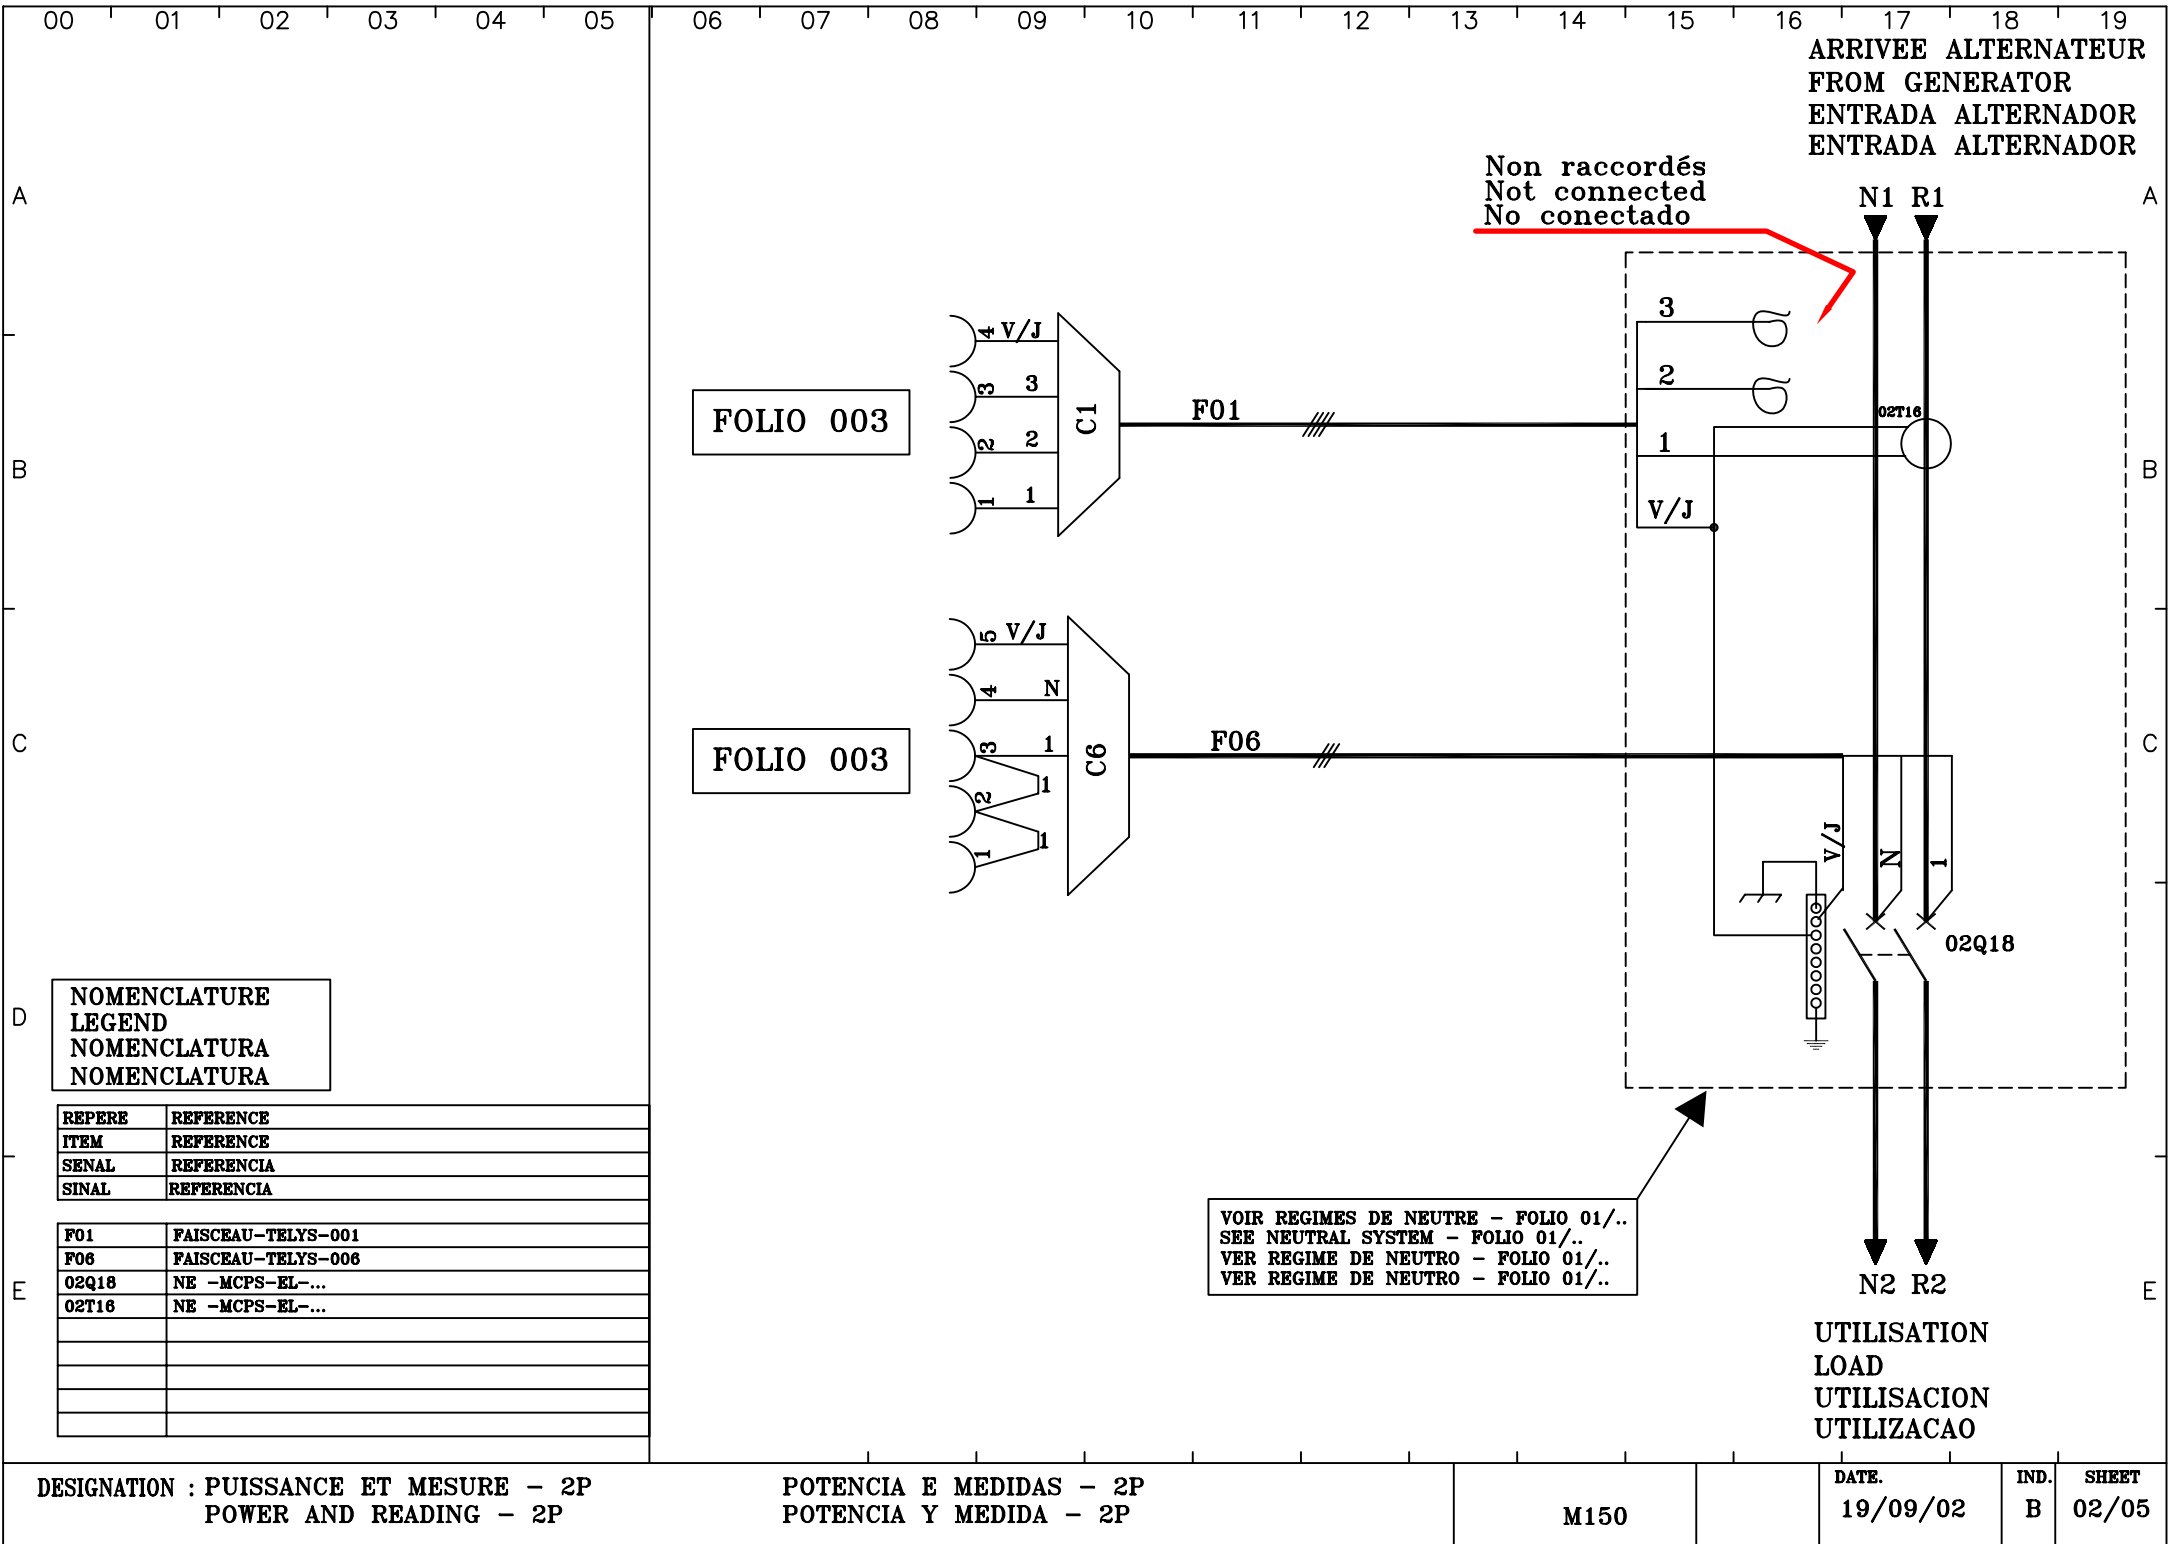 00 01 02 03 04 05 06 07 08 09 10 11 12 13 14 15 16 17 18 19
ARRIVEE ALTERNATEUR
FROM GENERATOR
ENTRADA ALTERNADOR
ENTRADA ALTERNADOR
Non raccordés
Not connected
No conectado
A
N1 R1
A
3
4 V/J
3 3
2
FOLIO 003
C1
F01
02T16
2 2
1
B
B
1 1
V/J
5 V/J
4 N
C
FOLIO 003
3 1
C6
F06
C
2 1
1 1
V/J
N
1
02Q18
NOMENCLATURE
LEGEND
NOMENCLATURA
NOMENCLATURA
D
D
REPERE REFERENCE
ITEM REFERENCE
SENAL REFERENCIA
SINAL REFERENCIA
F01 FAISCEAU-TELYS-001
F06 FAISCEAU-TELYS-006
02Q18 NE -MCPS-EL-...
02T16 NE -MCPS-EL-...
E
VOIR REGIMES DE NEUTRE - FOLIO 01/..
SEE NEUTRAL SYSTEM - FOLIO 01/..
VER REGIME DE NEUTRO - FOLIO 01/..
VER REGIME DE NEUTRO - FOLIO 01/..
N2 R2
E
UTILISATION
LOAD
UTILISACION
UTILIZACAO
DESIGNATION : PUISSANCE ET MESURE - 2P
POWER AND READING - 2P
POTENCIA E MEDIDAS - 2P
POTENCIA Y MEDIDA - 2P
M150
DATE.
19/09/02
IND.
B
SHEET
02/05